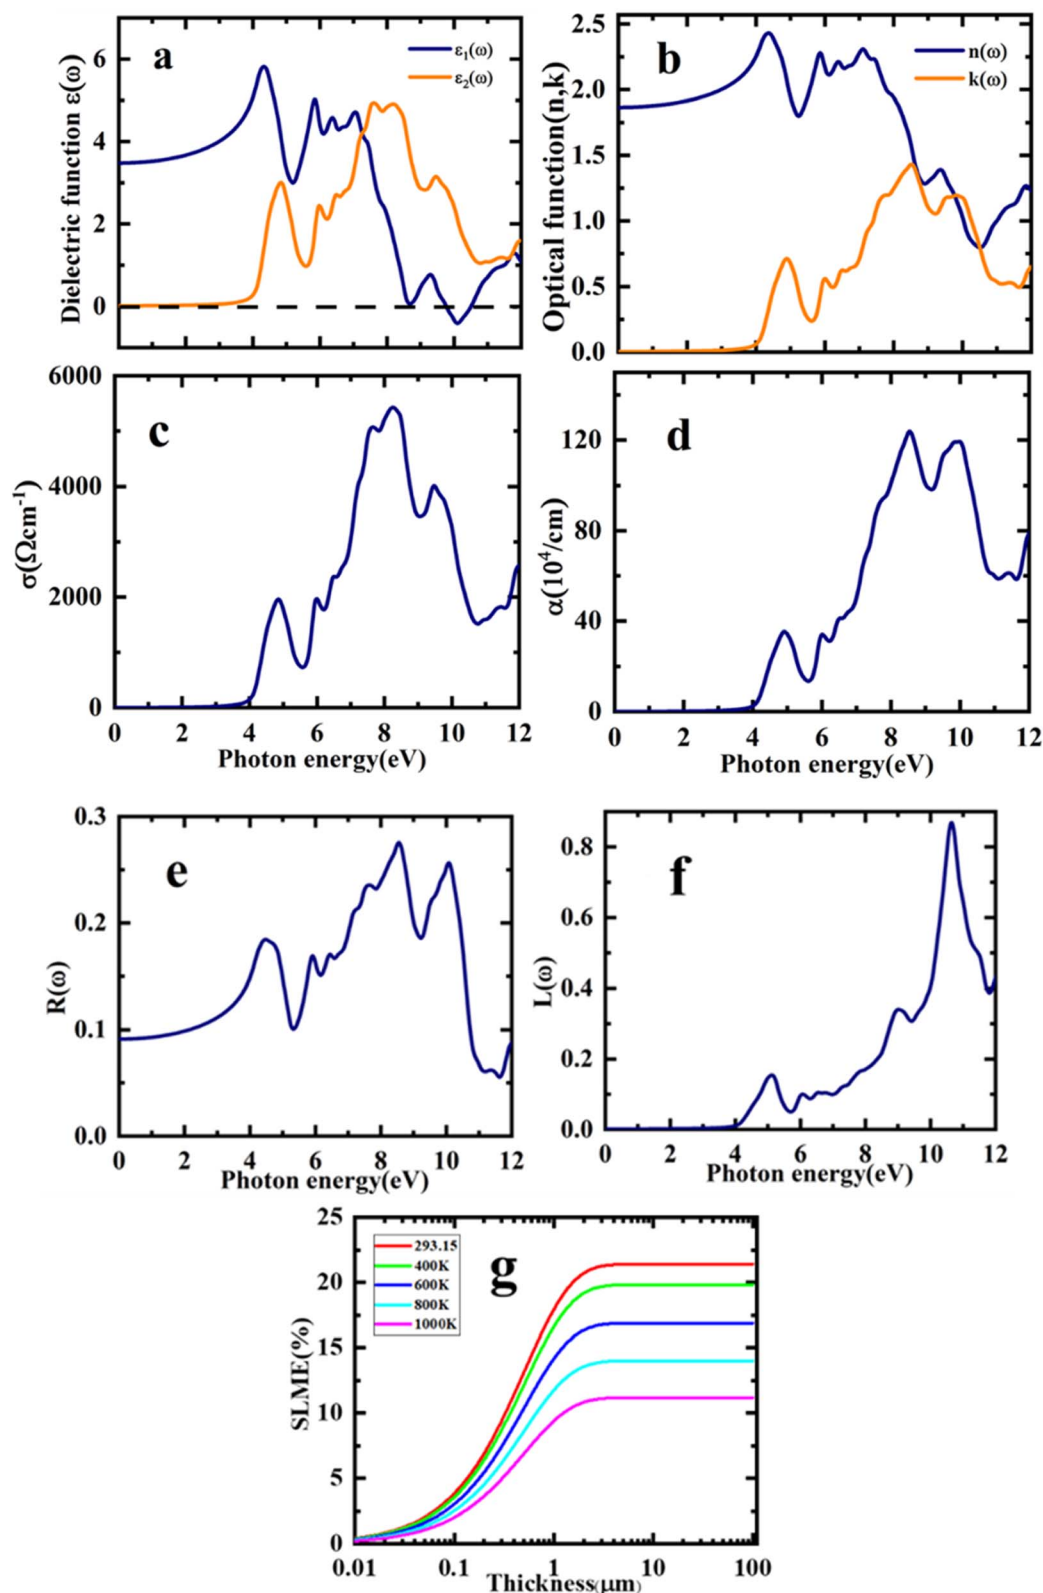 a
ε₁(ω)
ε₂(ω)
Dielectric function ε(ω)
6
4
2
0
b
n(ω)
k(ω)
Optical function(n,k)
2.5
2.0
1.5
1.0
0.5
0.0
c
σ(Ωcm⁻¹)
6000
4000
2000
0
0 2 4 6 8 10 12
Photon energy(eV)
d
α(10⁴/cm)
120
80
40
0
0 2 4 6 8 10 12
Photon energy(eV)
e
R(ω)
0.3
0.2
0.1
0.0
0 2 4 6 8 10 12
Photon energy(eV)
f
L(ω)
0.8
0.6
0.4
0.2
0.0
0 2 4 6 8 10 12
Photon energy(eV)
g
293.15
400K
600K
800K
1000K
SLME(%)
25
20
15
10
5
0
0.01 0.1 1 10 100
Thickness(μm)